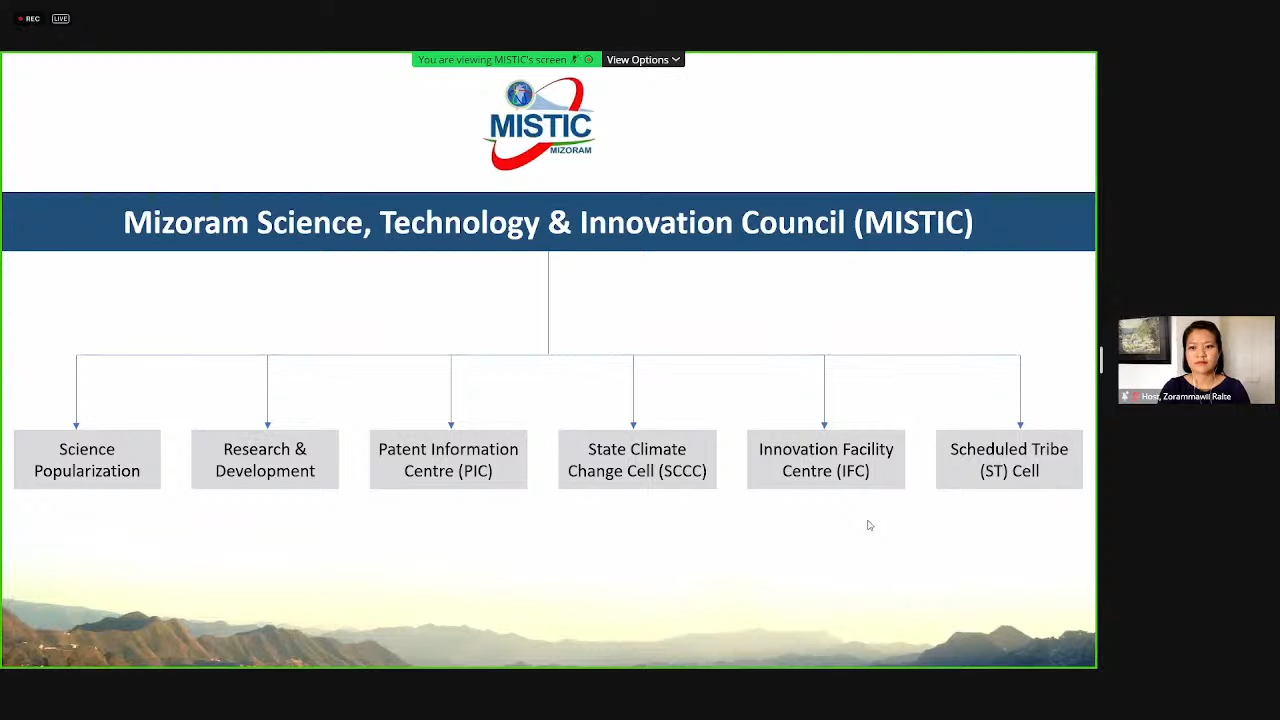 REC
LIVE
You are viewing MISTIC's screen
View Options
MISTIC
MIZORAM
Mizoram Science, Technology & Innovation Council (MISTIC)
Science
Popularization
Research &
Development
Patent Information
Centre (PIC)
State Climate
Change Cell (SCCC)
Innovation Facility
Centre (IFC)
Scheduled Tribe
(ST) Cell
Host, Zorammawii Ralte